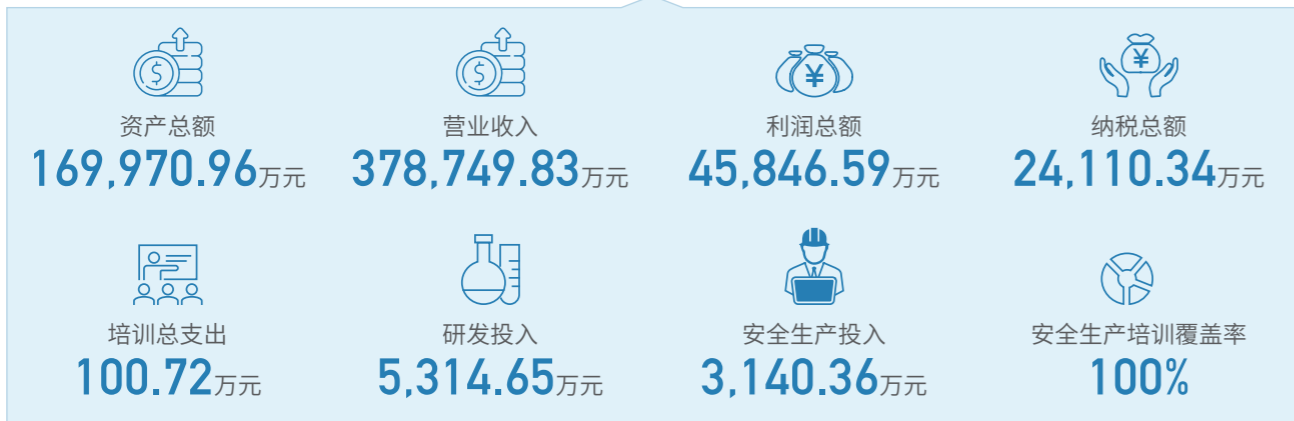 资产总额 营业收入 利润总额 纳税总额
169,970.96万元 378,749.83万元 45,846.59万元 24,110.34万元
培训总支出 研发投入 安全生产投入 安全生产培训覆盖率
100.72万元 5,314.65万元 3,140.36万元 100%